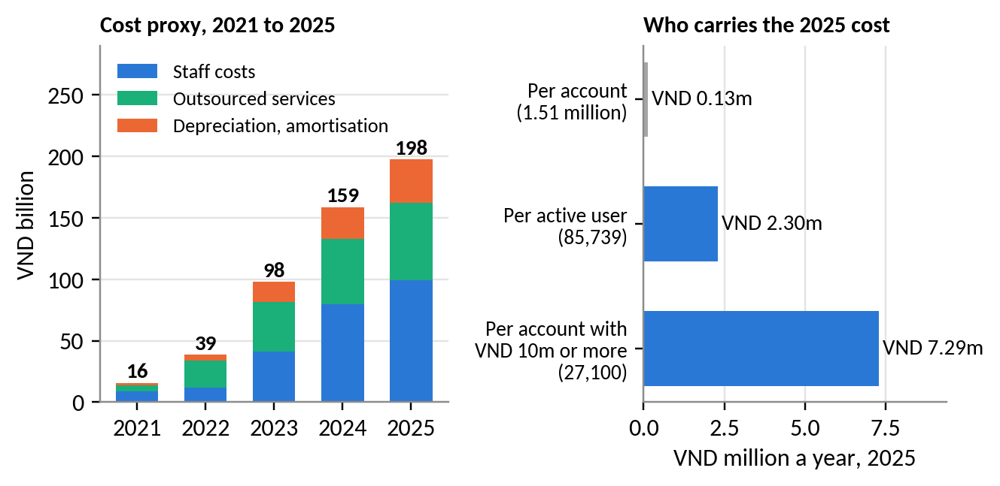 Cost proxy, 2021 to 2025
Staff costs
Outsourced services
Depreciation, amortisation
VND billion
250
200
150
100
50
0
16
39
98
159
198
2021 2022 2023 2024 2025
Who carries the 2025 cost
Per account
(1.51 million)
VND 0.13m
Per active user
(85,739)
VND 2.30m
Per account with
VND 10m or more
(27,100)
VND 7.29m
0.0 2.5 5.0 7.5
VND million a year, 2025